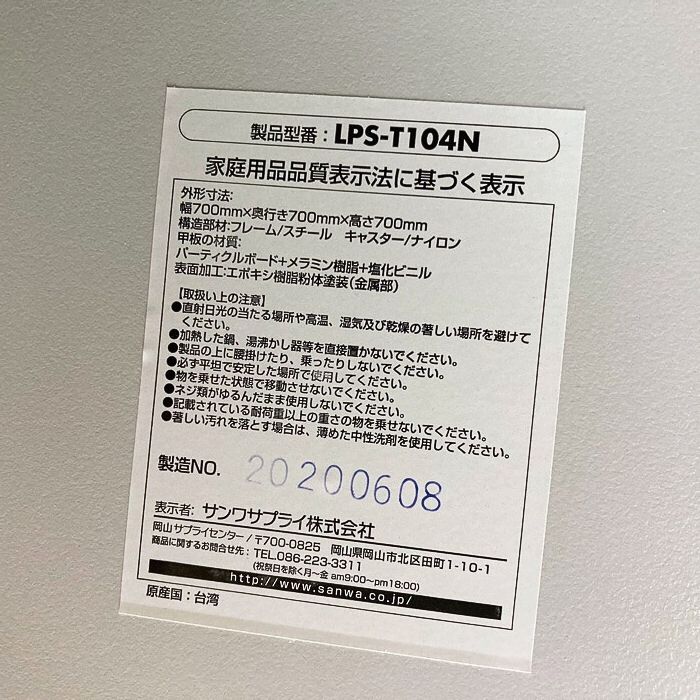 製品型番：LPS-T104N
家庭用品品質表示法に基づく表示
外形寸法:
幅700mm×奥行き700mm×高さ700mm
構造部材:フレーム/スチール　キャスター/ナイロン
甲板の材質:
パーティクルボード+メラミン樹脂+塩化ビニル
表面加工:エポキシ樹脂粉体塗装(金属部)
【取扱い上の注意】
●直射日光の当たる場所や高温、湿気及び乾燥の著しい場所を避けて
ください。
●加熱した鍋、湯沸かし器等を直接置かないでください。
●製品の上に腰掛けたり、乗ったりしないでください。
●必ず平坦で安定した場所で使用してください。
●物を乗せた状態で移動させないでください。
●ネジ類がゆるんだまま使用しないでください。
●記載されている耐荷重以上の重さの物を乗せないでください。
●著しい汚れを落とす場合は、薄めた中性洗剤を使用してください。
製造NO. 20200608
表示者: サンワサプライ株式会社
岡山サプライセンター/〒700-0825　岡山県岡山市北区田町1-10-1
商品に関するお問合せ先：TEL.086-223-3311
(祝祭日を除く月〜金 am9:00〜pm18:00)
http://www.sanwa.co.jp/
原産国：台湾